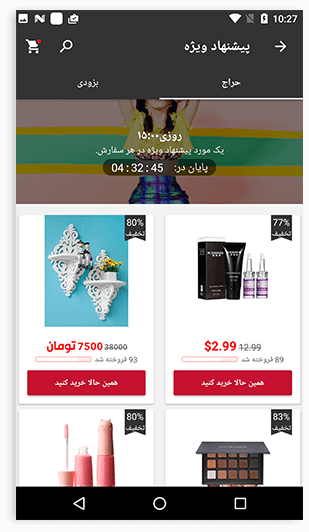 10:27
پیشنهاد ویژه
حراج
بزودی
روزی۱۵:۰۰
یک مورد پیشنهاد ویژه در هر سفارش.
پایان در: 04:32:45
77%
تخفیف
80%
تخفیف
$2.99 12.99
7500 تومان 38000
89 فروخته شد
93 فروخته شد
همین حالا خرید کنید
همین حالا خرید کنید
83%
تخفیف
80%
تخفیف